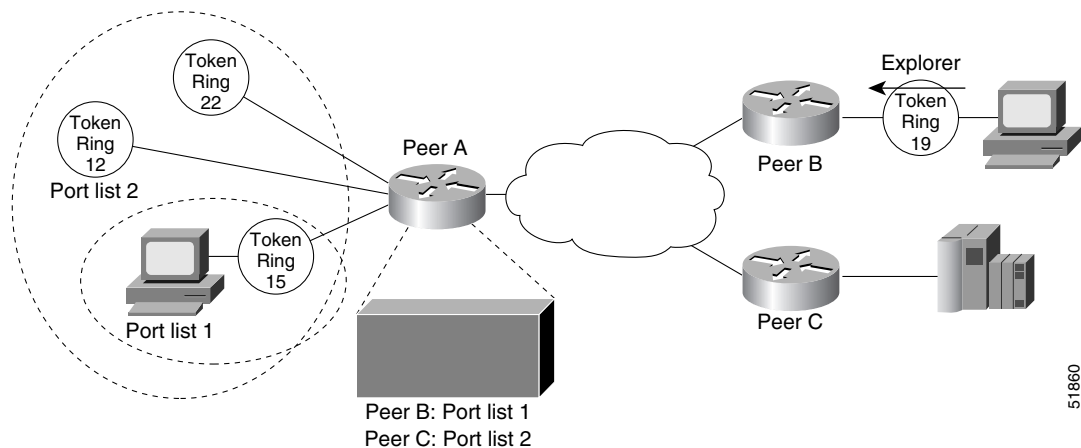 Token
Ring
22
Token
Ring
12
Port list 2
Token
Ring
15
Port list 1
Peer A
Peer B: Port list 1
Peer C: Port list 2
Peer B
Explorer
Token
Ring
19
Peer C
51860